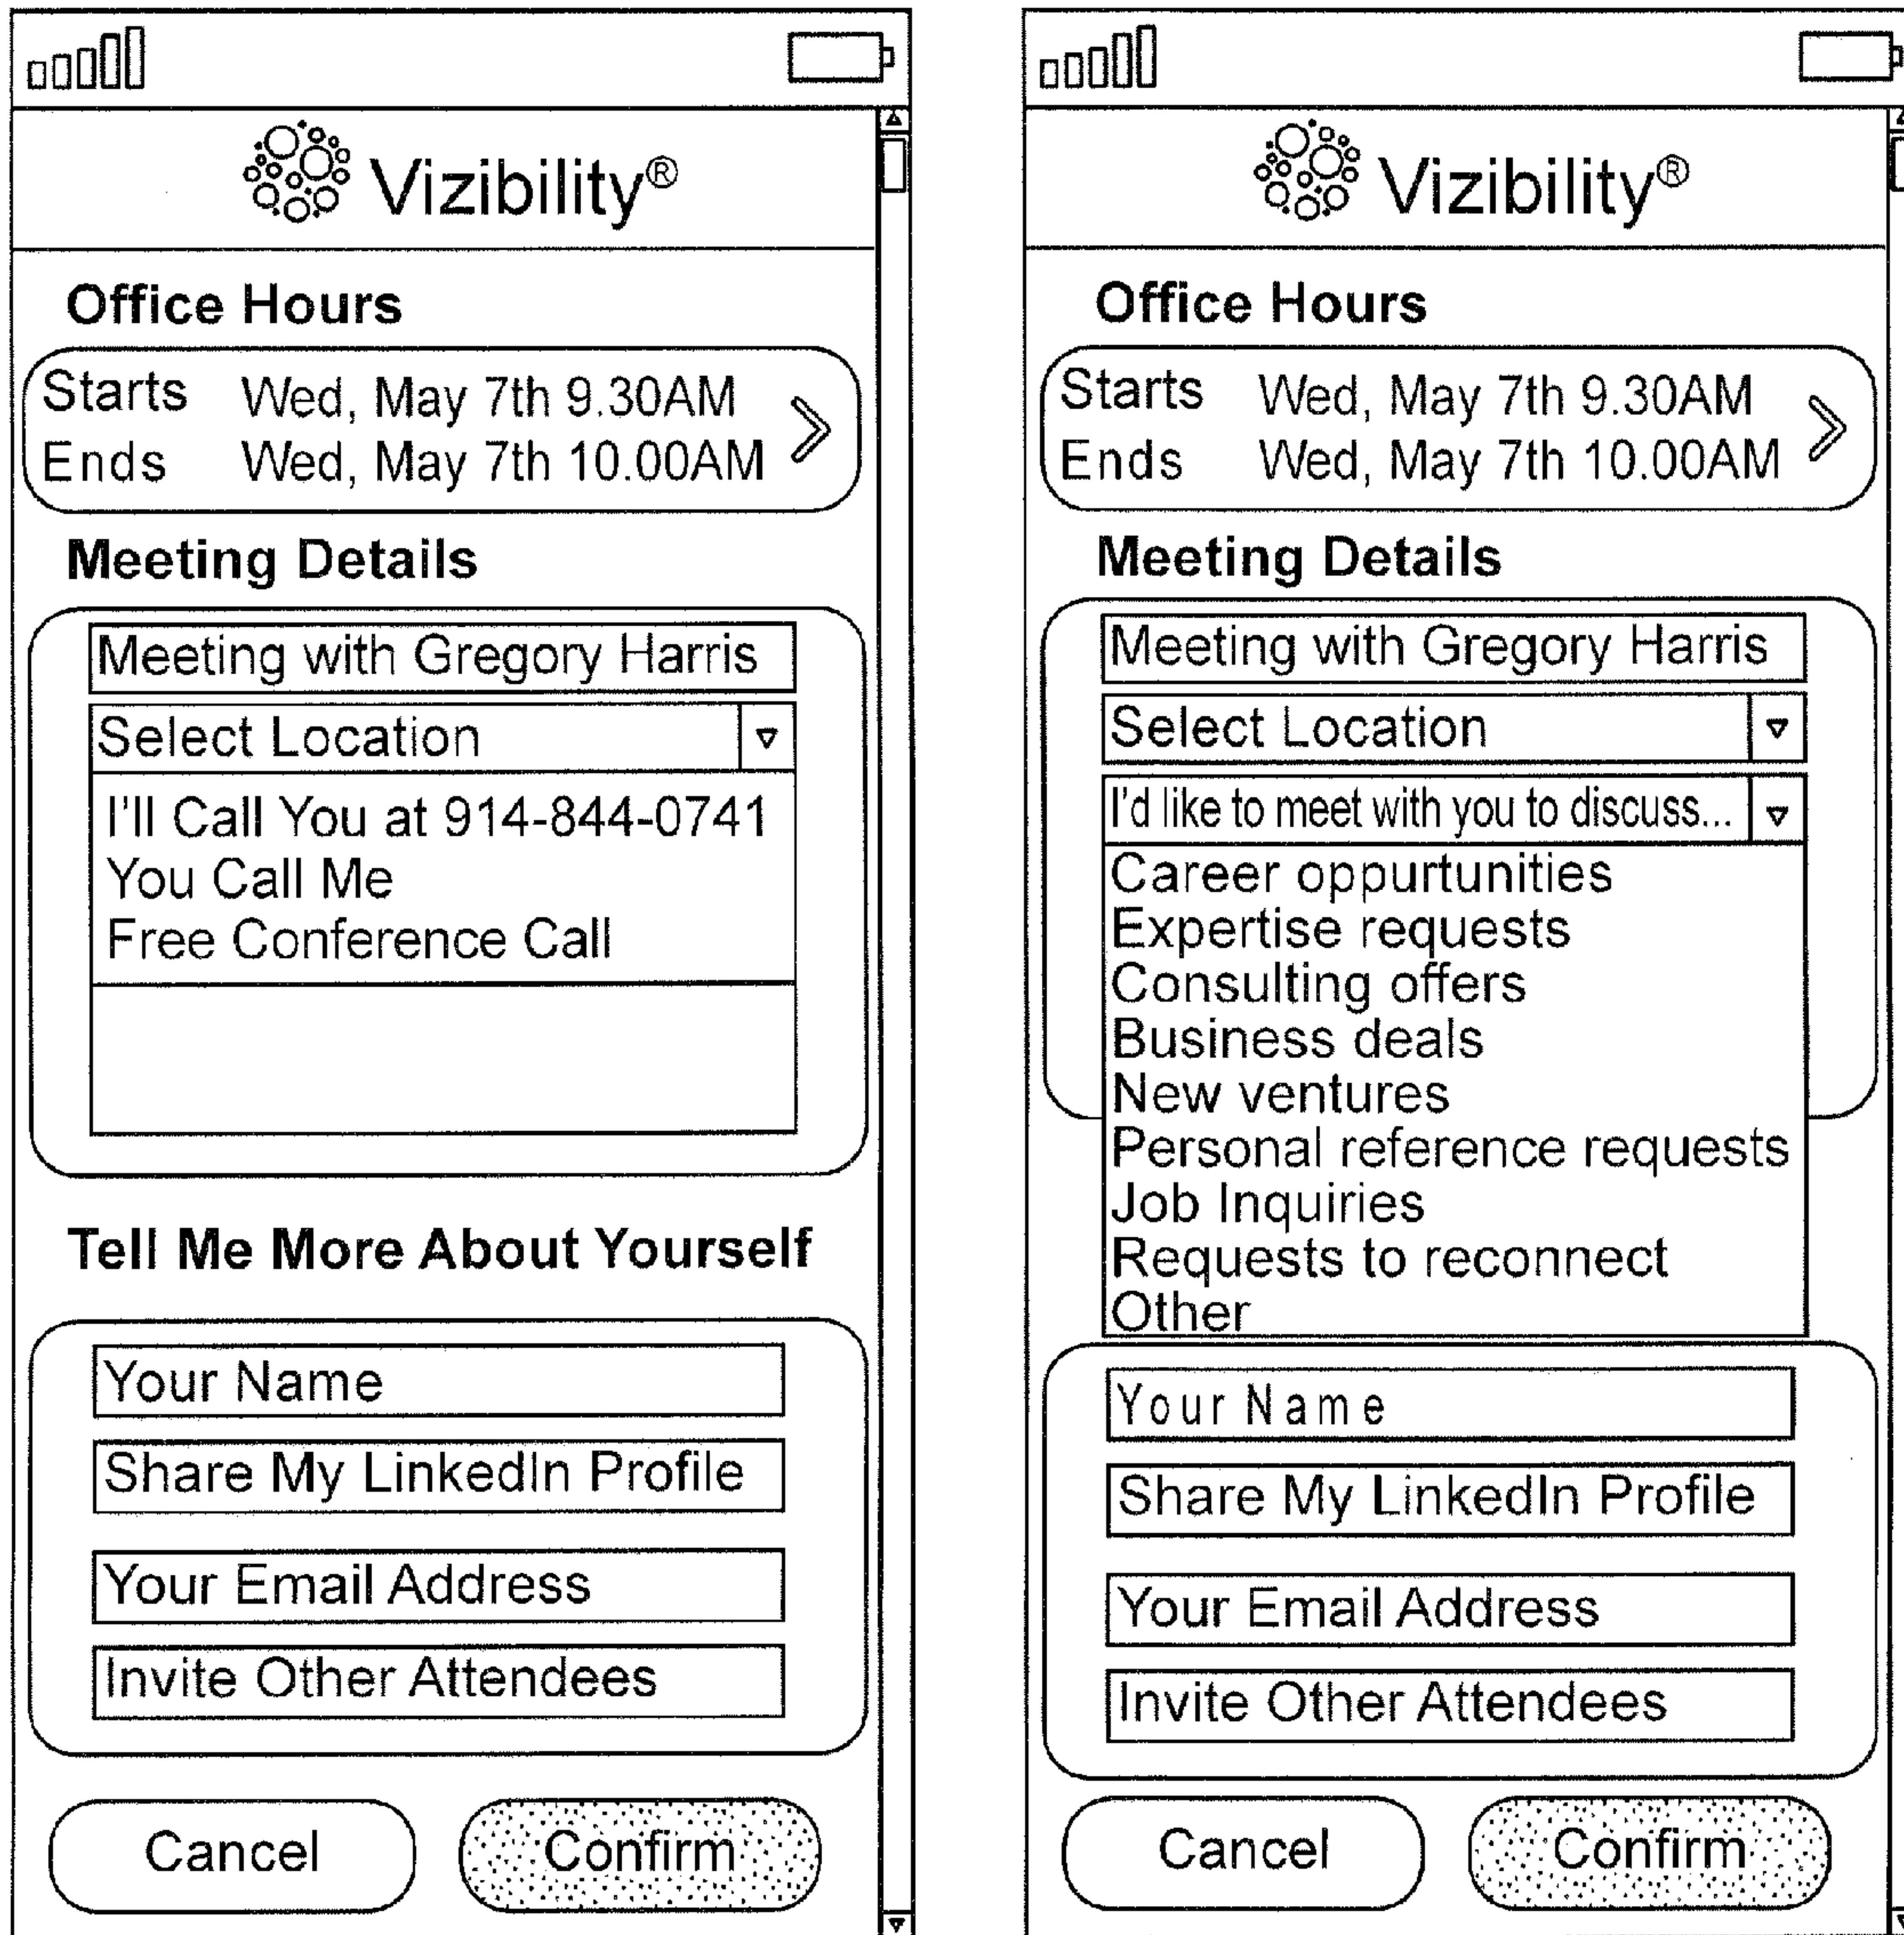 Vizibility®
Office Hours
Starts Wed, May 7th 9.30AM
Ends Wed, May 7th 10.00AM
Meeting Details
Meeting with Gregory Harris
Select Location
I'll Call You at 914-844-0741
You Call Me
Free Conference Call
Tell Me More About Yourself
Your Name
Share My LinkedIn Profile
Your Email Address
Invite Other Attendees
Cancel Confirm
Vizibility®
Office Hours
Starts Wed, May 7th 9.30AM
Ends Wed, May 7th 10.00AM
Meeting Details
Meeting with Gregory Harris
Select Location
I'd like to meet with you to discuss...
Career oppurtunities
Expertise requests
Consulting offers
Business deals
New ventures
Personal reference requests
Job Inquiries
Requests to reconnect
Other
Your Name
Share My LinkedIn Profile
Your Email Address
Invite Other Attendees
Cancel Confirm